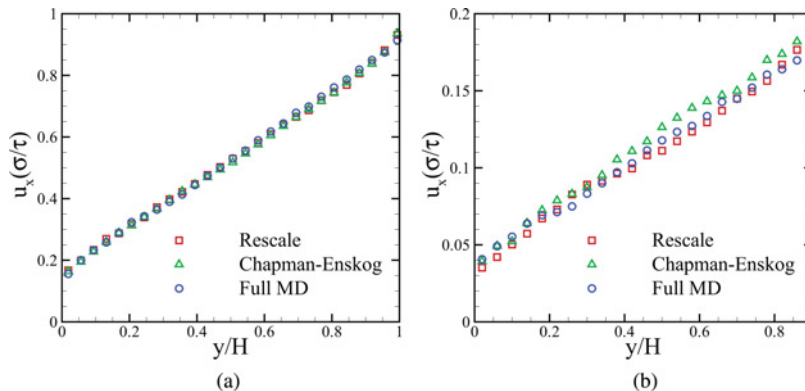 1
0.8
0.6
0.4
0.2
0
u_x(σ/τ)
Rescale
Chapman-Enskog
Full MD
0 0.2 0.4 0.6 0.8 1
y/H
(a)
0.2
0.15
0.1
0.05
0
u_x(σ/τ)
Rescale
Chapman-Enskog
Full MD
0 0.2 0.4 0.6 0.8
y/H
(b)